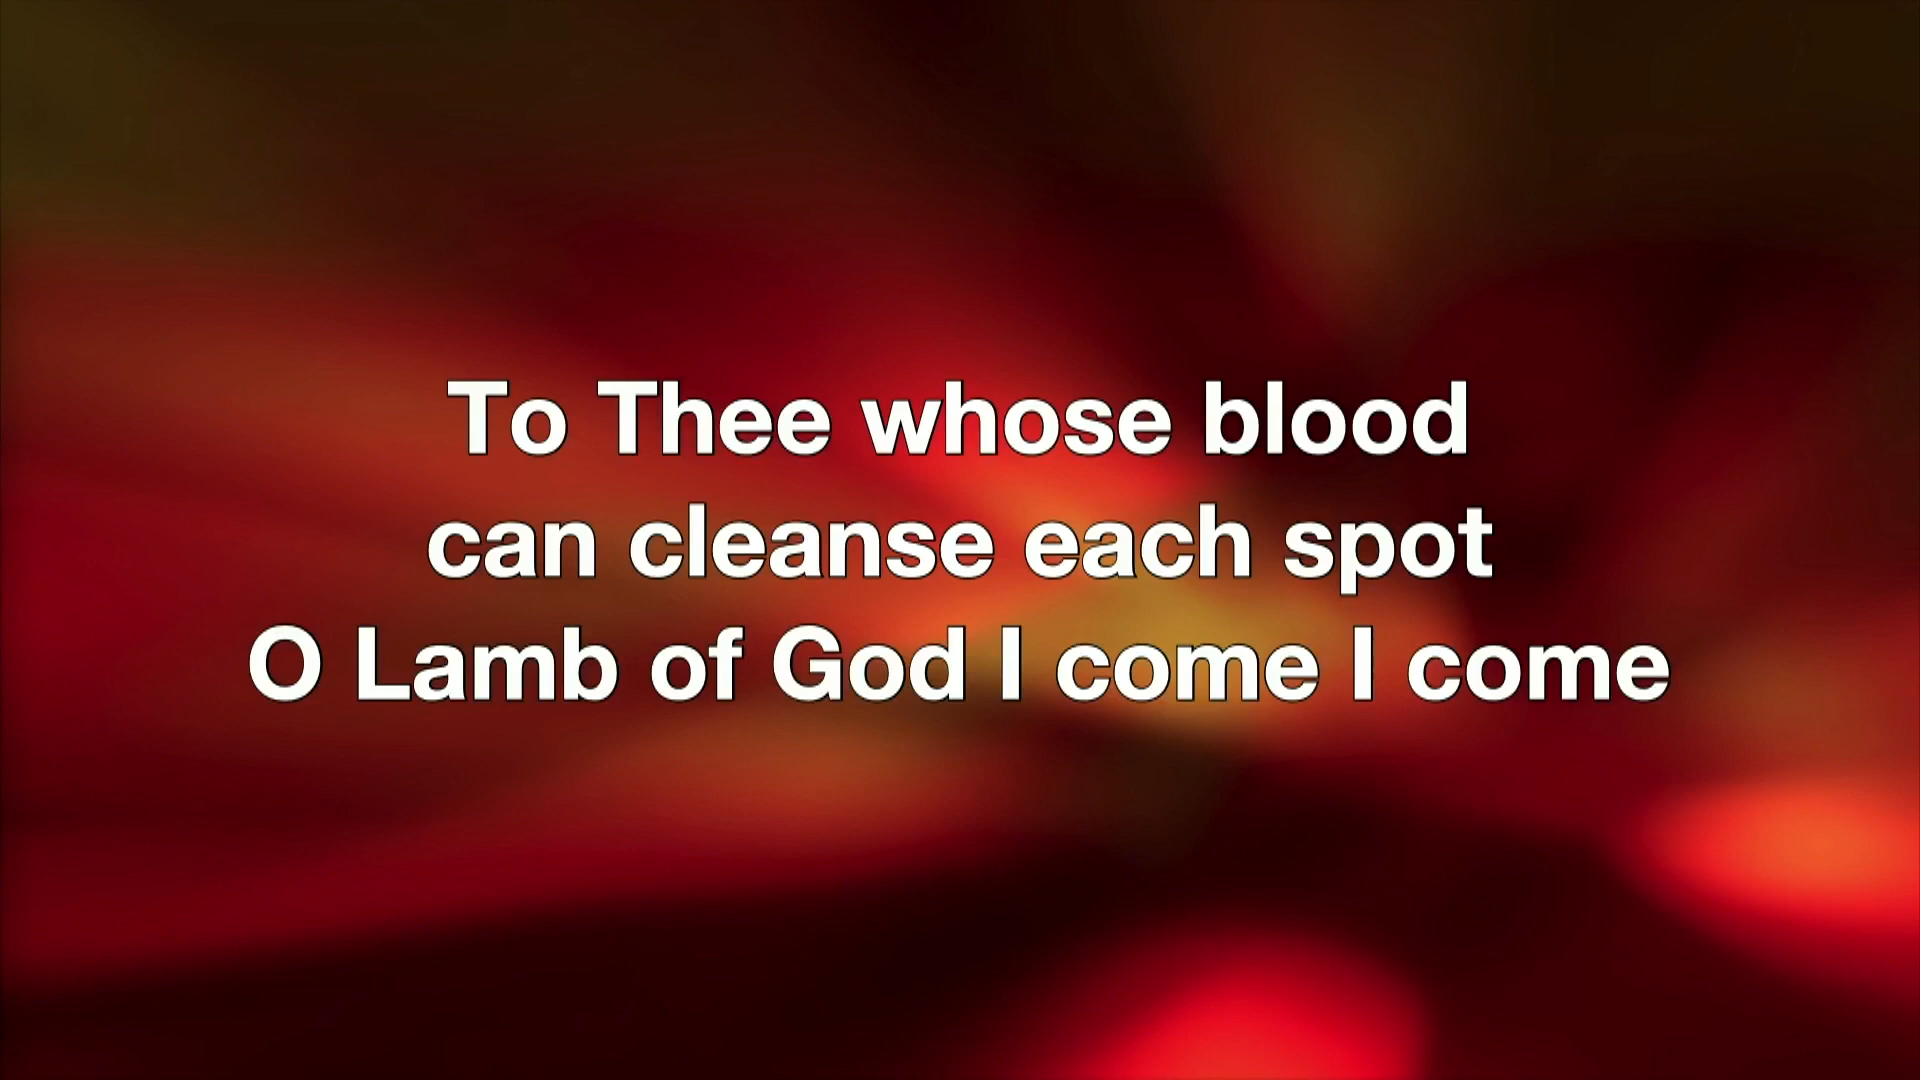 To Thee whose blood
can cleanse each spot
O Lamb of God I come I come